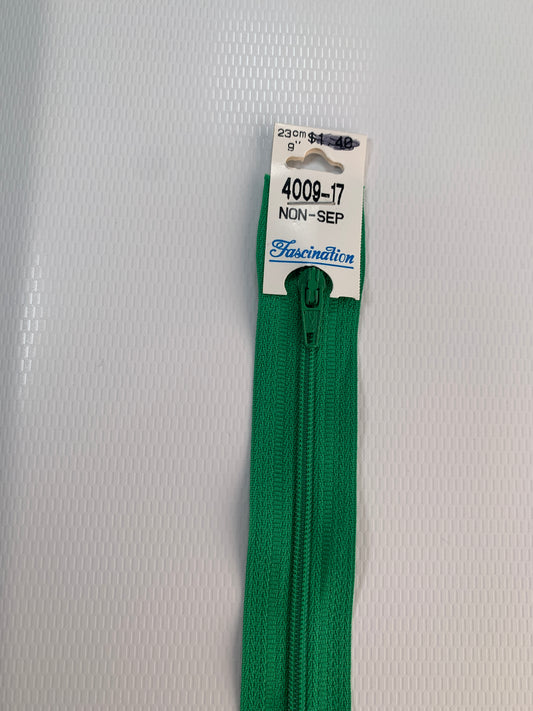 23cm $1.40
9"
4009-17
NON-SEP
Fascination